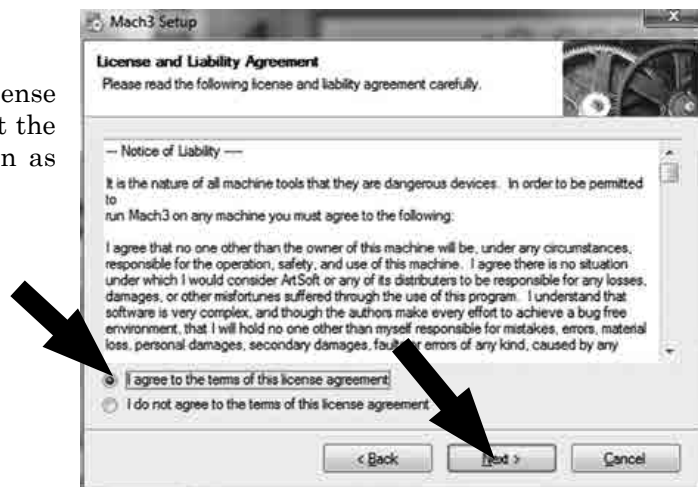 Mach3 Setup
License and Liability Agreement
Please read the following license and liability agreement carefully.
ense
t the
n as
--- Notice of Liability ----
It is the nature of all machine tools that they are dangerous devices. In order to be permitted
to
run Mach3 on any machine you must agree to the following:
I agree that no one other than the owner of this machine will be, under any circumstances,
responsible for the operation, safety, and use of this machine. I agree there is no situation
under which I would consider ArtSoft or any of its distributers to be responsible for any losses,
damages, or other misfortunes suffered through the use of this program. I understand that
software is very complex, and though the authors make every effort to achieve a bug free
environment, that I will hold no one other than myself responsible for mistakes, errors, material
loss, personal damages, secondary damages, faults or errors of any kind, caused by any
I agree to the terms of this license agreement
I do not agree to the terms of this license agreement
< Back
Next >
Cancel